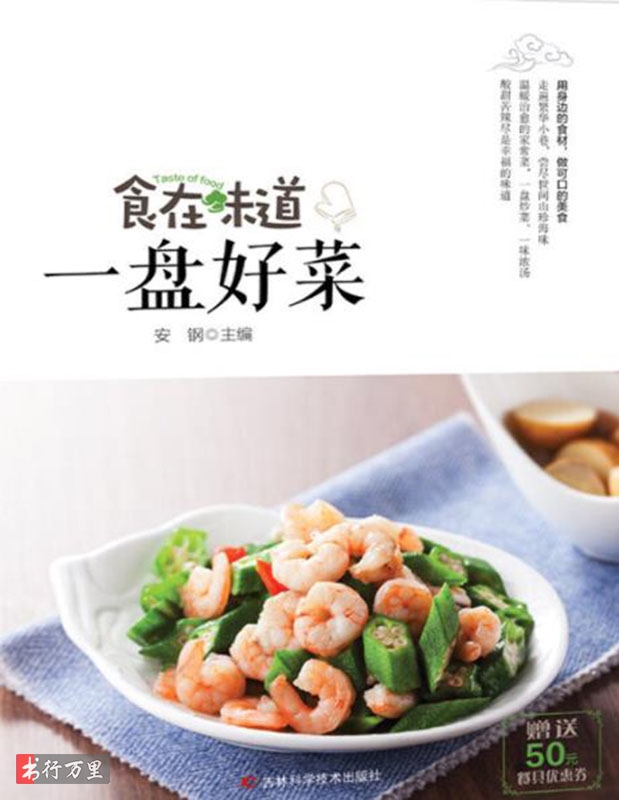 用身边的食材，做可口的美食
走遍繁华小巷，尝尽世间山珍海味
温暖治愈的家常菜，一盘炒菜，一味浓汤
酸甜苦辣尽是幸福的味道
Taste of food
食在味道
一盘好菜
安 钢◎主编
赠送
50元
餐具优惠券
书行万里
吉林科学技术出版社